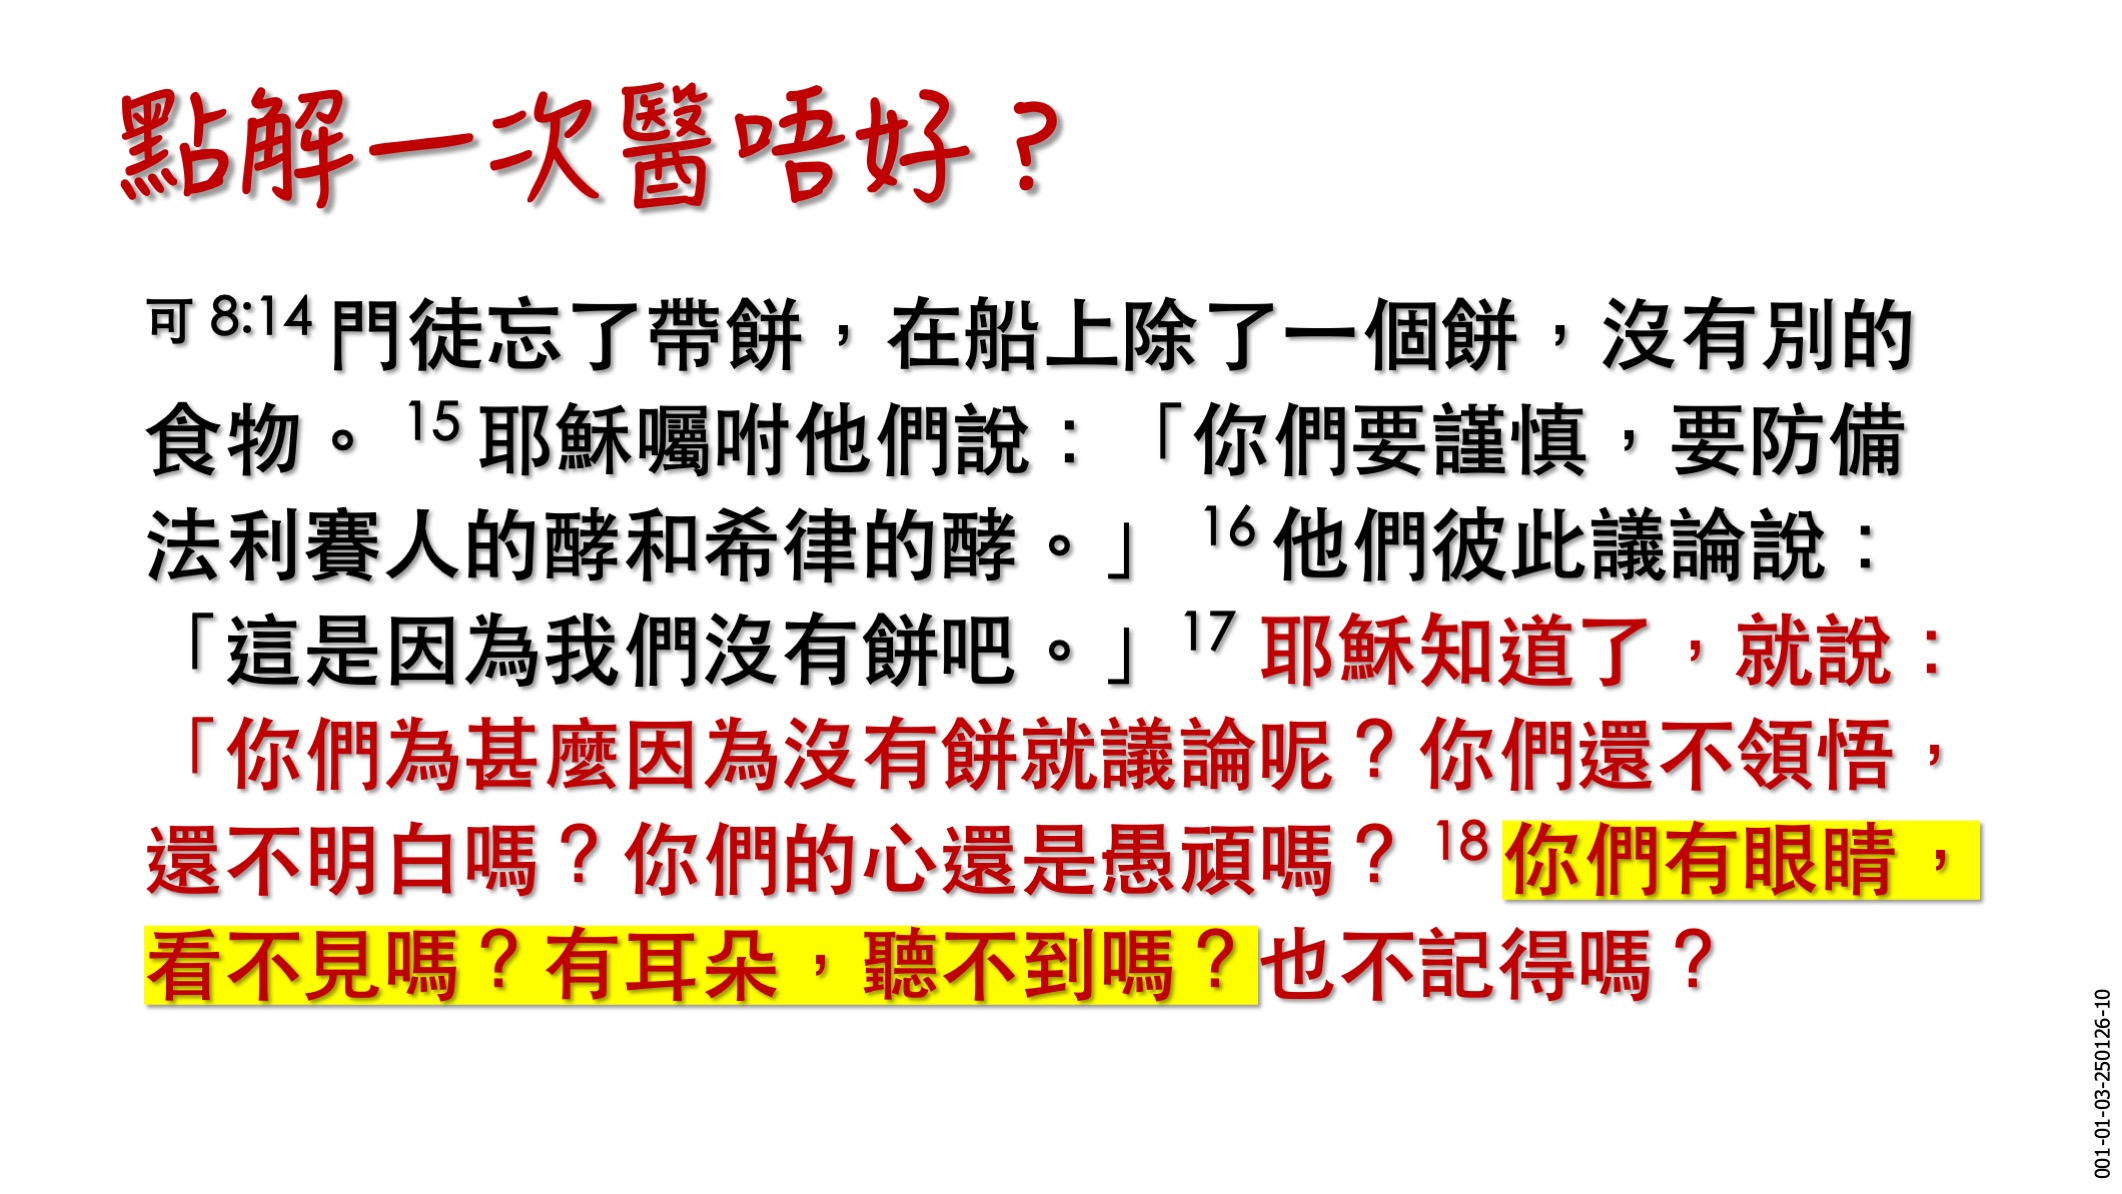 點解一次醫唔好？
可 8:14 門徒忘了帶餅，在船上除了一個餅，沒有別的
食物。15 耶穌囑咐他們說：「你們要謹慎，要防備
法利賽人的酵和希律的酵。」16 他們彼此議論說：
「這是因為我們沒有餅吧。」17 耶穌知道了，就說：
「你們為甚麼因為沒有餅就議論呢？你們還不領悟，
還不明白嗎？你們的心還是愚頑嗎？18 你們有眼睛，
看不見嗎？有耳朵，聽不到嗎？也不記得嗎？
001-01-03-250126-10